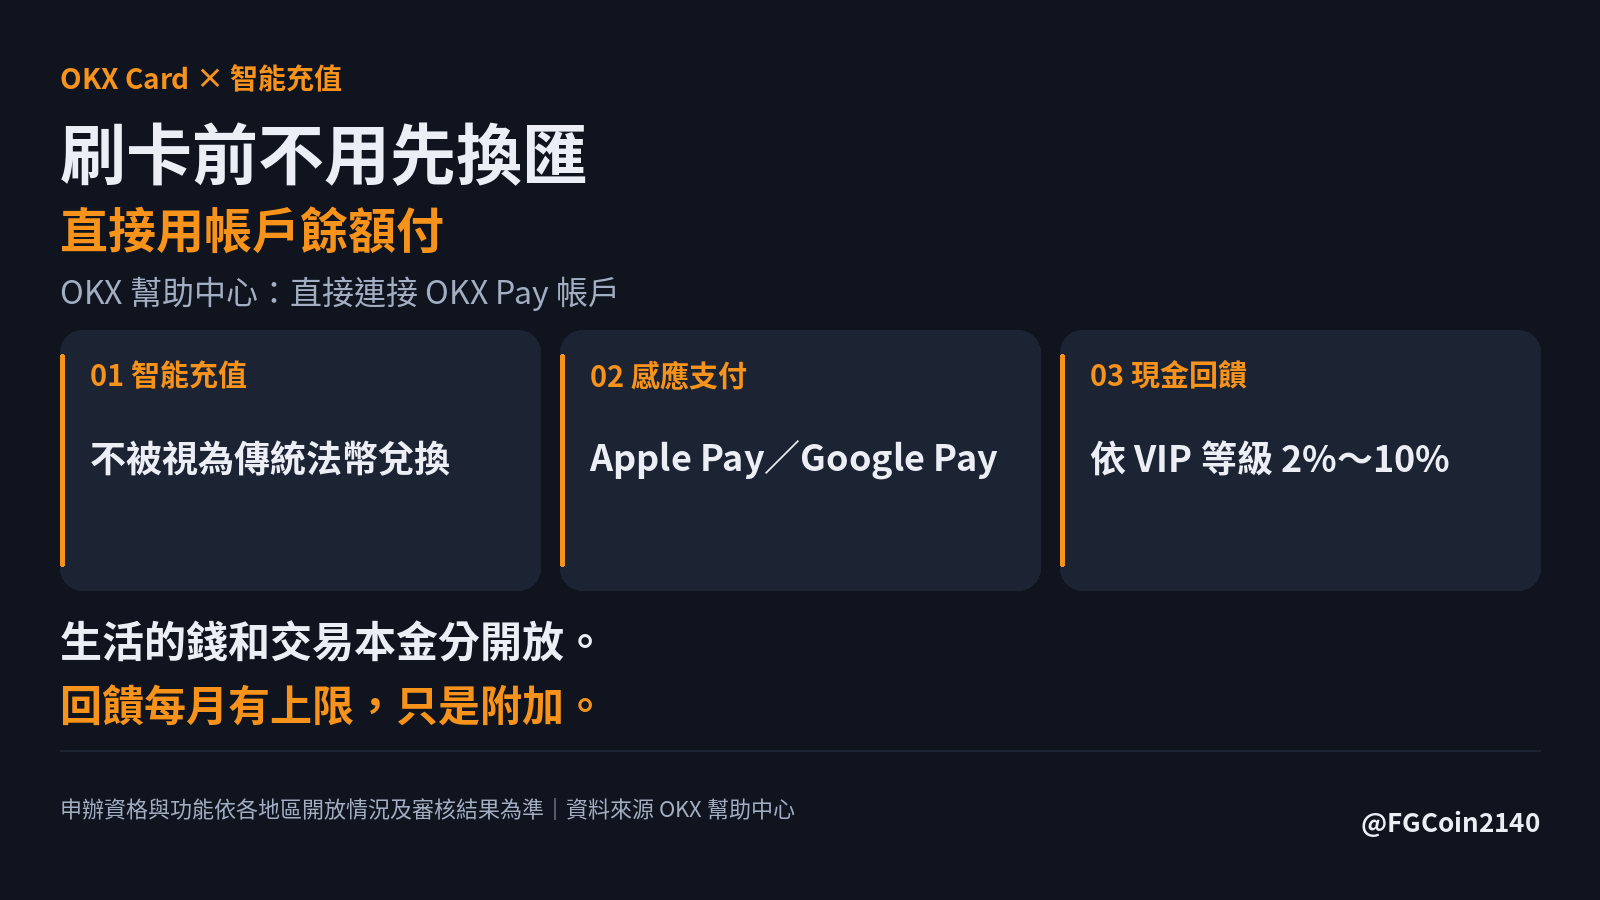 OKX Card × 智能充值
刷卡前不用先換匯
直接用帳戶餘額付
OKX 幫助中心：直接連接 OKX Pay 帳戶
01 智能充值
不被視為傳統法幣兌換
02 感應支付
Apple Pay／Google Pay
03 現金回饋
依 VIP 等級 2%～10%
生活的錢和交易本金分開放。
回饋每月有上限，只是附加。
申辦資格與功能依各地區開放情況及審核結果為準｜資料來源 OKX 幫助中心
@FGCoin2140